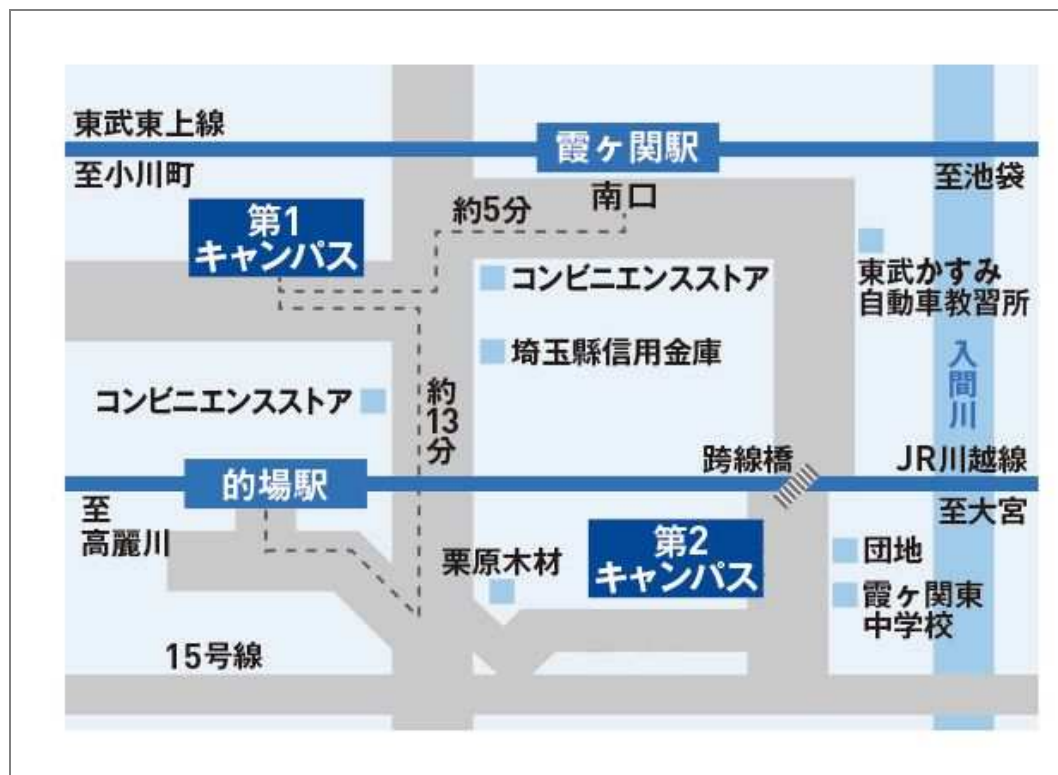 東武東上線
霞ヶ関駅
至小川町
至池袋
南口
約5分
第1
キャンパス
東武かすみ
自動車教習所
コンビニエンスストア
埼玉縣信用金庫
入間川
コンビニエンスストア
約13分
跨線橋
JR川越線
的場駅
至
高麗川
至大宮
第2
キャンパス
栗原木材
団地
霞ヶ関東
中学校
15号線